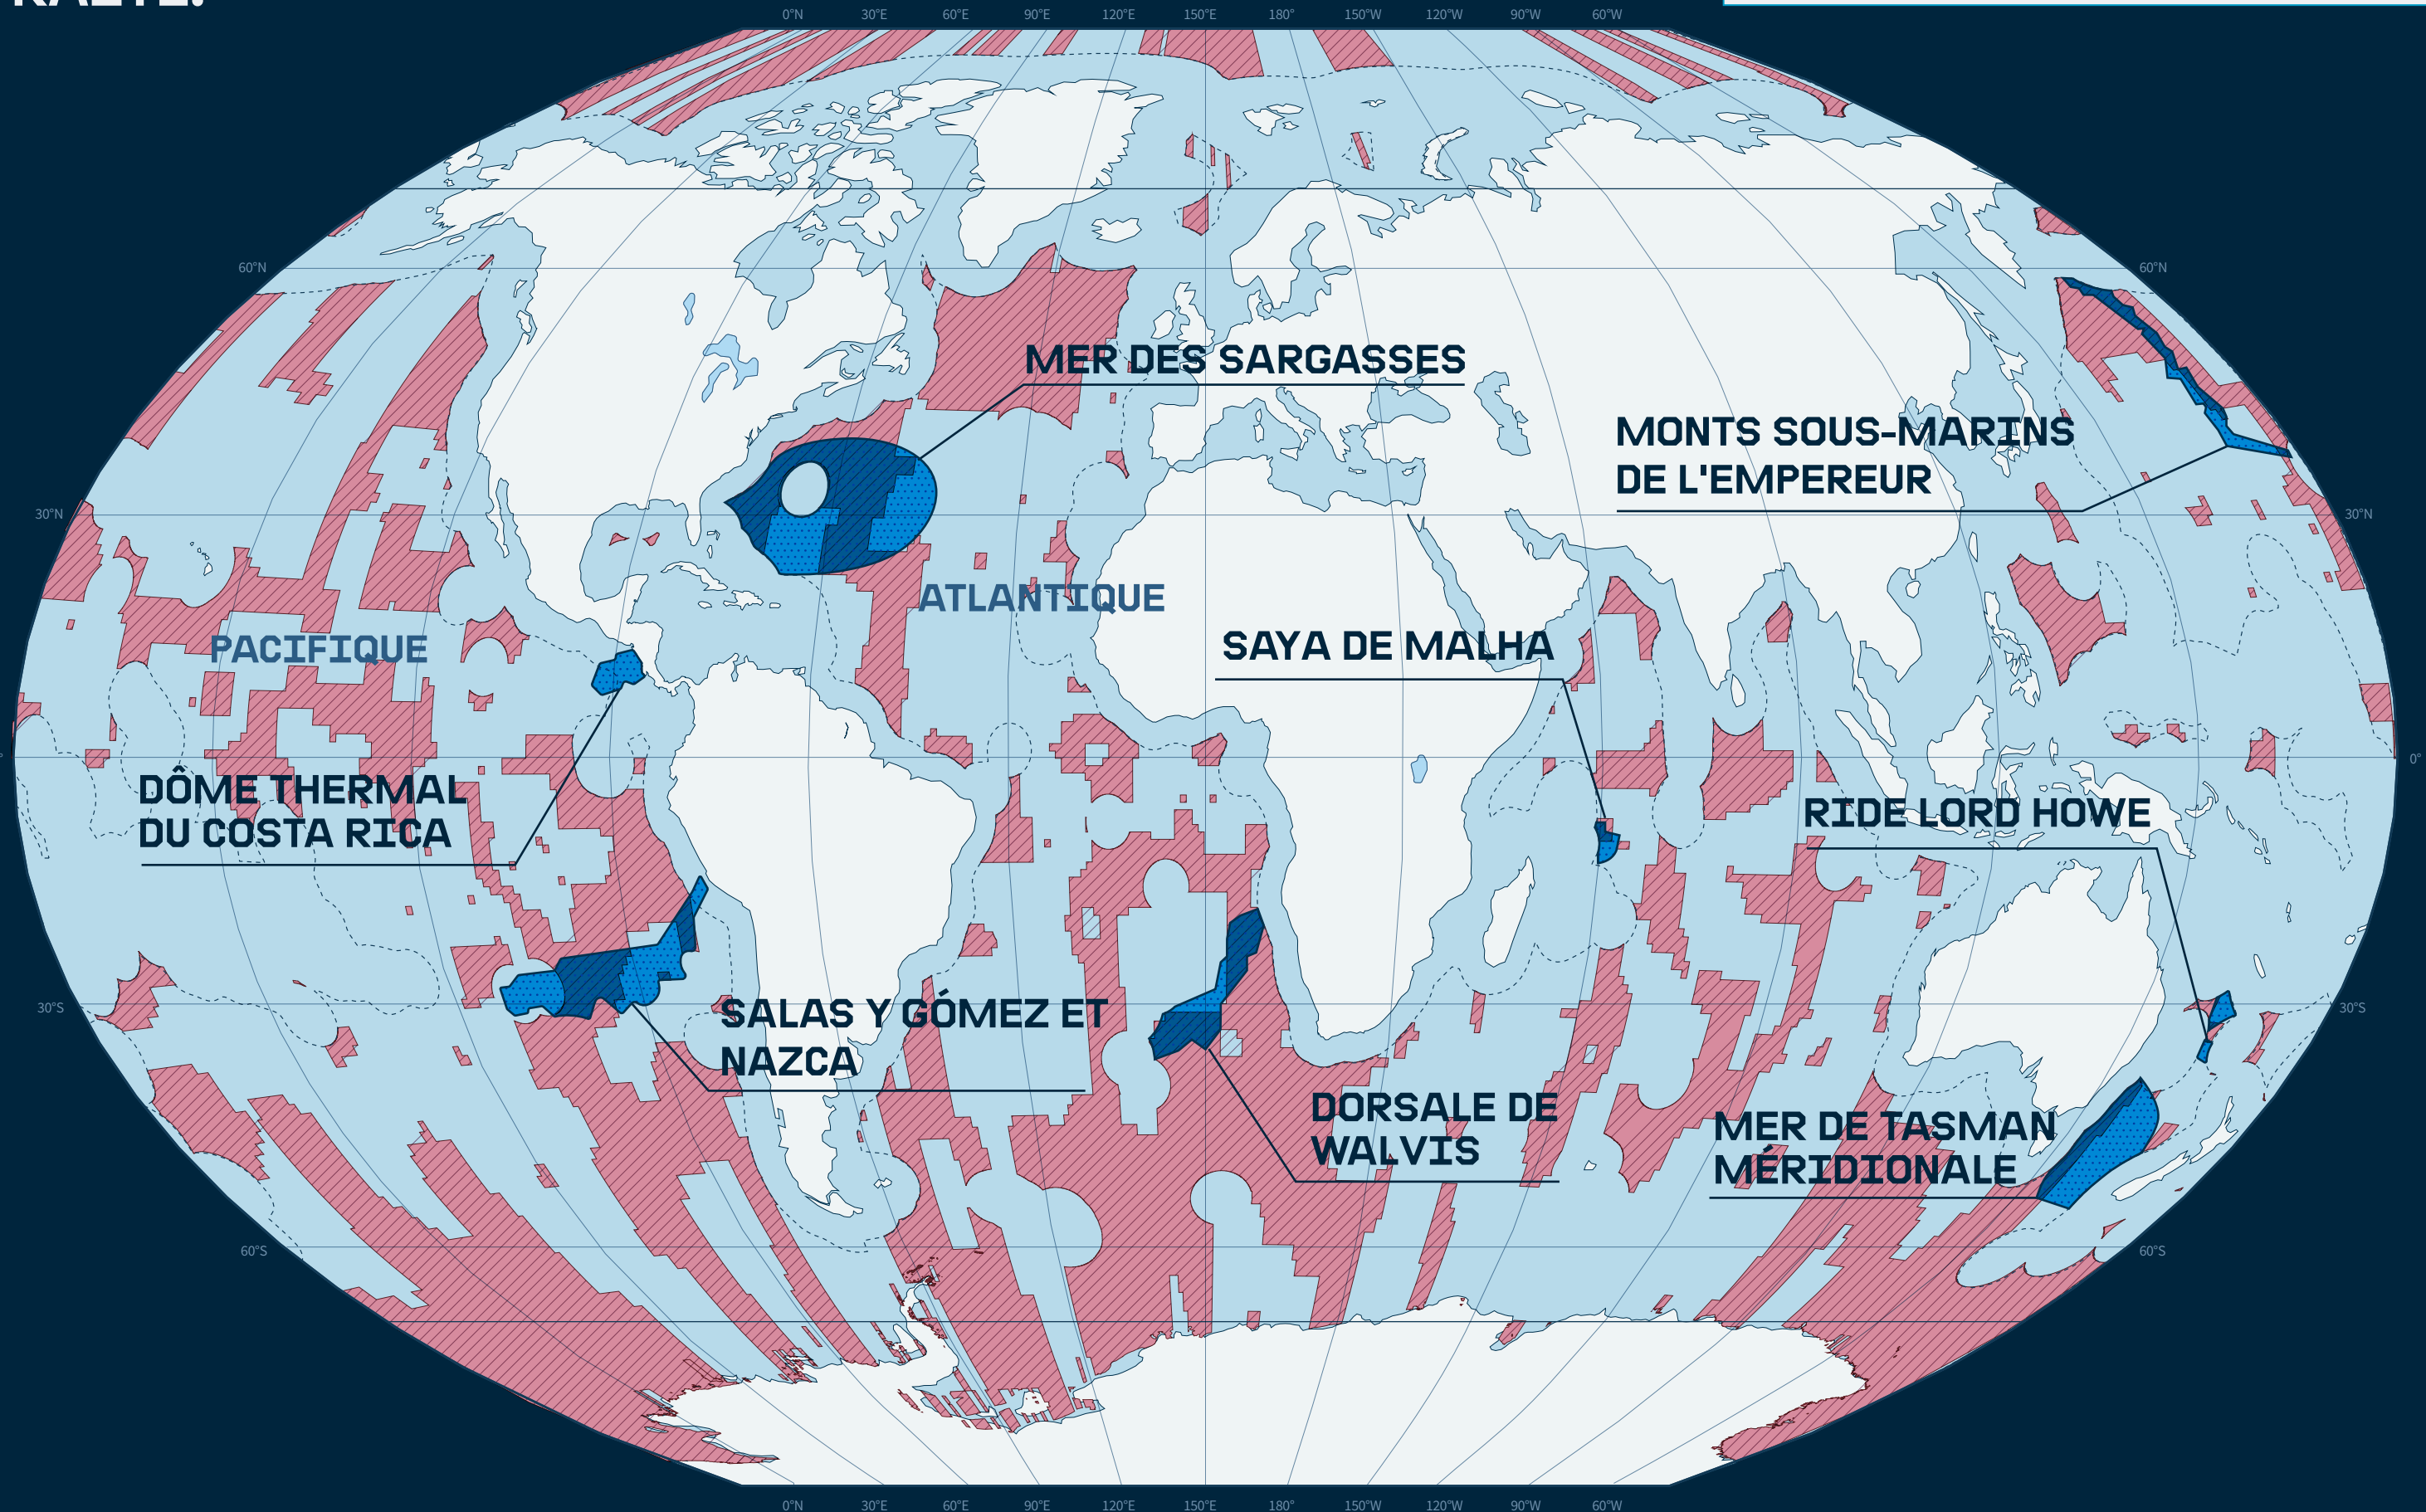 0°N 30°E 60°E 90°E 120°E 150°E 180° 150°W 120°W 90°W 60°W
60°N 60°N
MER DES SARGASSES
MONTS SOUS-MARINS
DE L'EMPEREUR
30°N 30°N
ATLANTIQUE
PACIFIQUE
SAYA DE MALHA
0°
DÔME THERMAL
DU COSTA RICA
RIDE LORD HOWE
30°S 30°S
SALAS Y GÓMEZ ET
NAZCA
DORSALE DE
WALVIS
MER DE TASMAN
MÉRIDIONALE
60°S 60°S
0°N 30°E 60°E 90°E 120°E 150°E 180° 150°W 120°W 90°W 60°W